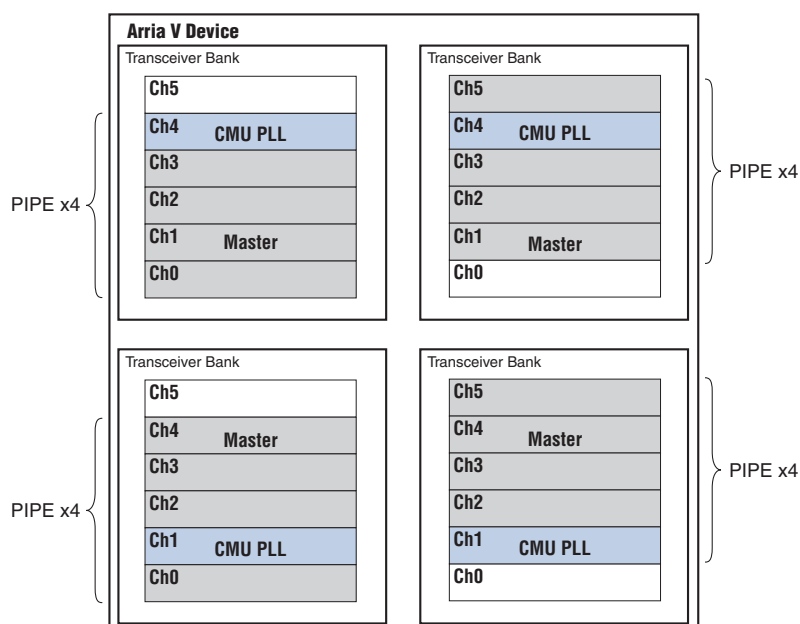 Arria V Device
Transceiver Bank
Ch5
Ch4 CMU PLL
Ch3
Ch2
Ch1 Master
Ch0
PIPE x4
Transceiver Bank
Ch5
Ch4 CMU PLL
Ch3
Ch2
Ch1 Master
Ch0
PIPE x4
Transceiver Bank
Ch5
Ch4 Master
Ch3
Ch2
Ch1 CMU PLL
Ch0
PIPE x4
Transceiver Bank
Ch5
Ch4 Master
Ch3
Ch2
Ch1 CMU PLL
Ch0
PIPE x4